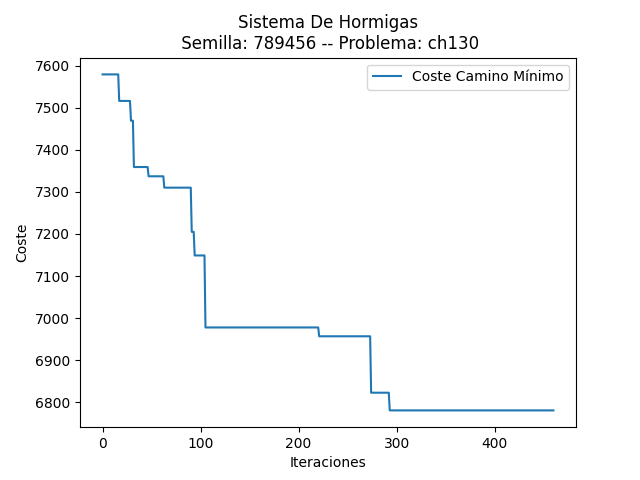 Sistema De Hormigas
Semilla: 789456 -- Problema: ch130
Coste Camino Mínimo
7600
7500
7400
7300
7200
7100
7000
6900
6800
Coste
0 100 200 300 400
Iteraciones